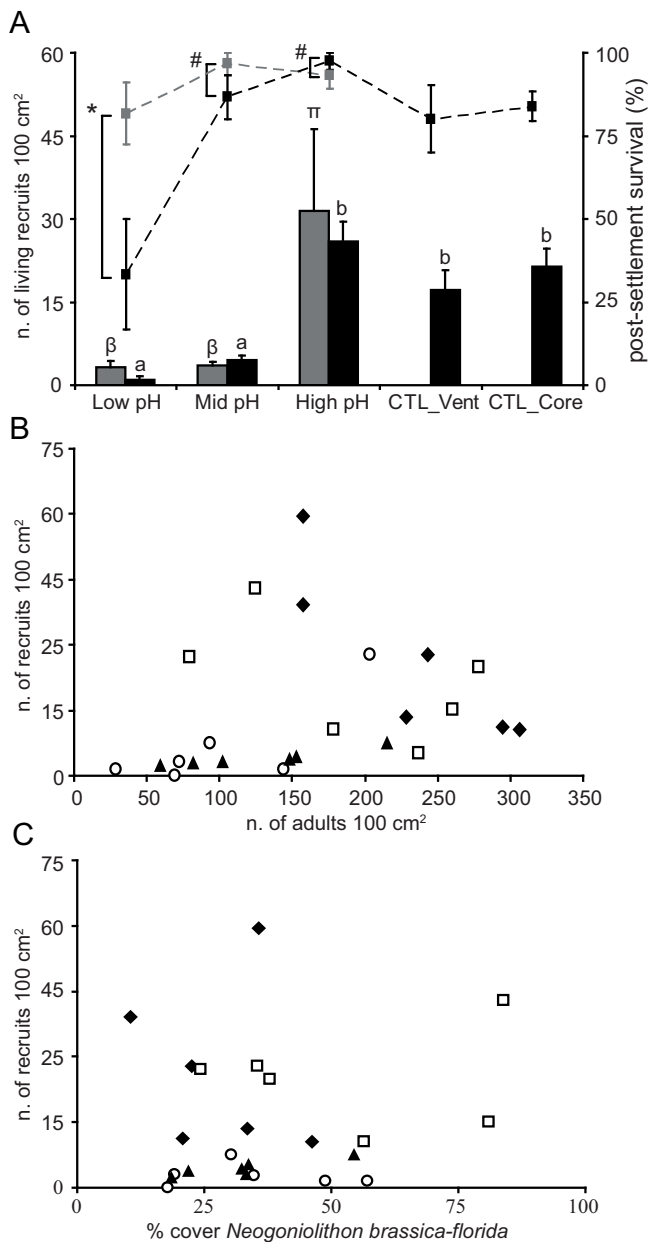 A
60
45
30
15
0
n. of living recruits 100 cm²
100
75
50
25
0
post-settlement survival (%)
*
#
#
π
b
b
b
β
a
β
a
Low pH
Mid pH
High pH
CTL_Vent
CTL_Core
B
75
60
45
25
15
0
n. of recruits 100 cm²
0
50
100
150
200
250
300
350
n. of adults 100 cm²
C
75
60
45
25
15
0
n. of recruits 100 cm²
0
25
50
75
100
% cover Neogoniolithon brassica-florida